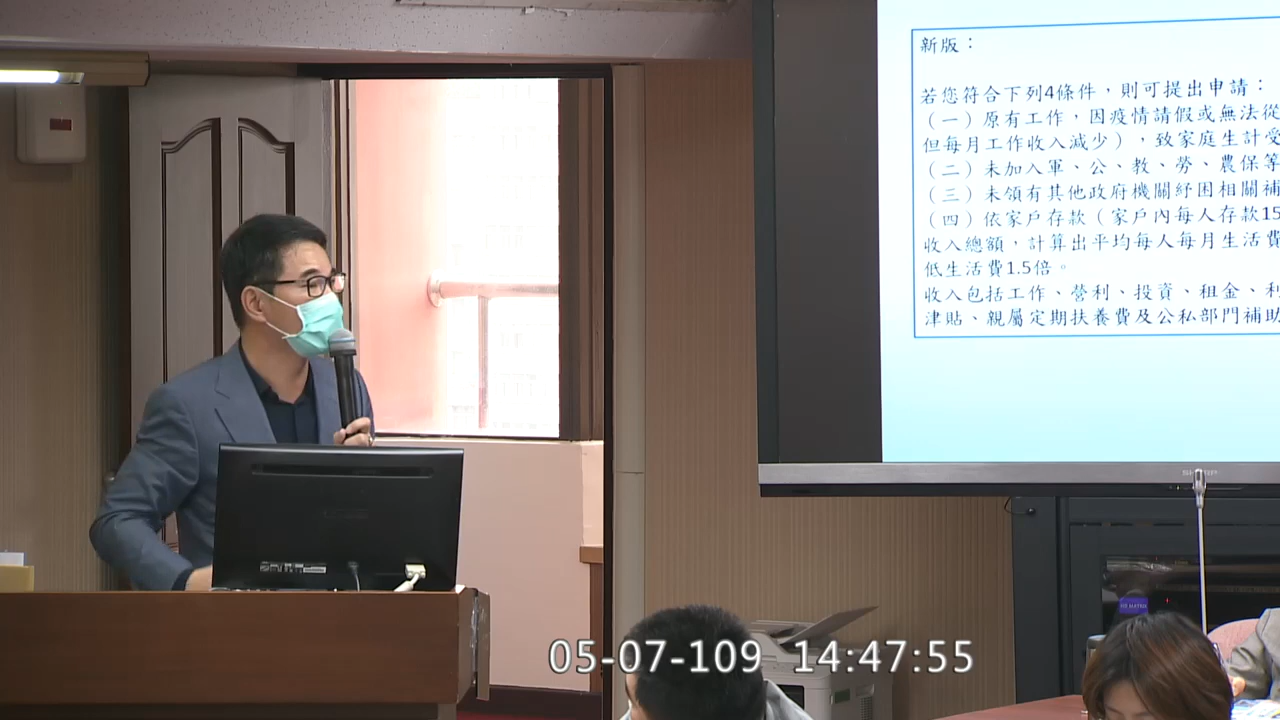 新版：
若您符合下列4條件，則可提出申請：
（一）原有工作，因疫情請假或無法從
但每月工作收入減少），致家庭生計受
（二）未加入軍、公、教、勞、農保等
（三）未領有其他政府機關紓困相關補
（四）依家戶存款（家戶內每人存款15
收入總額，計算出平均每人每月生活費
低生活費1.5倍。
收入包括工作、營利、投資、租金、利
津貼、親屬定期扶養費及公私部門補助
SHARP
05-07-109 14:47:55